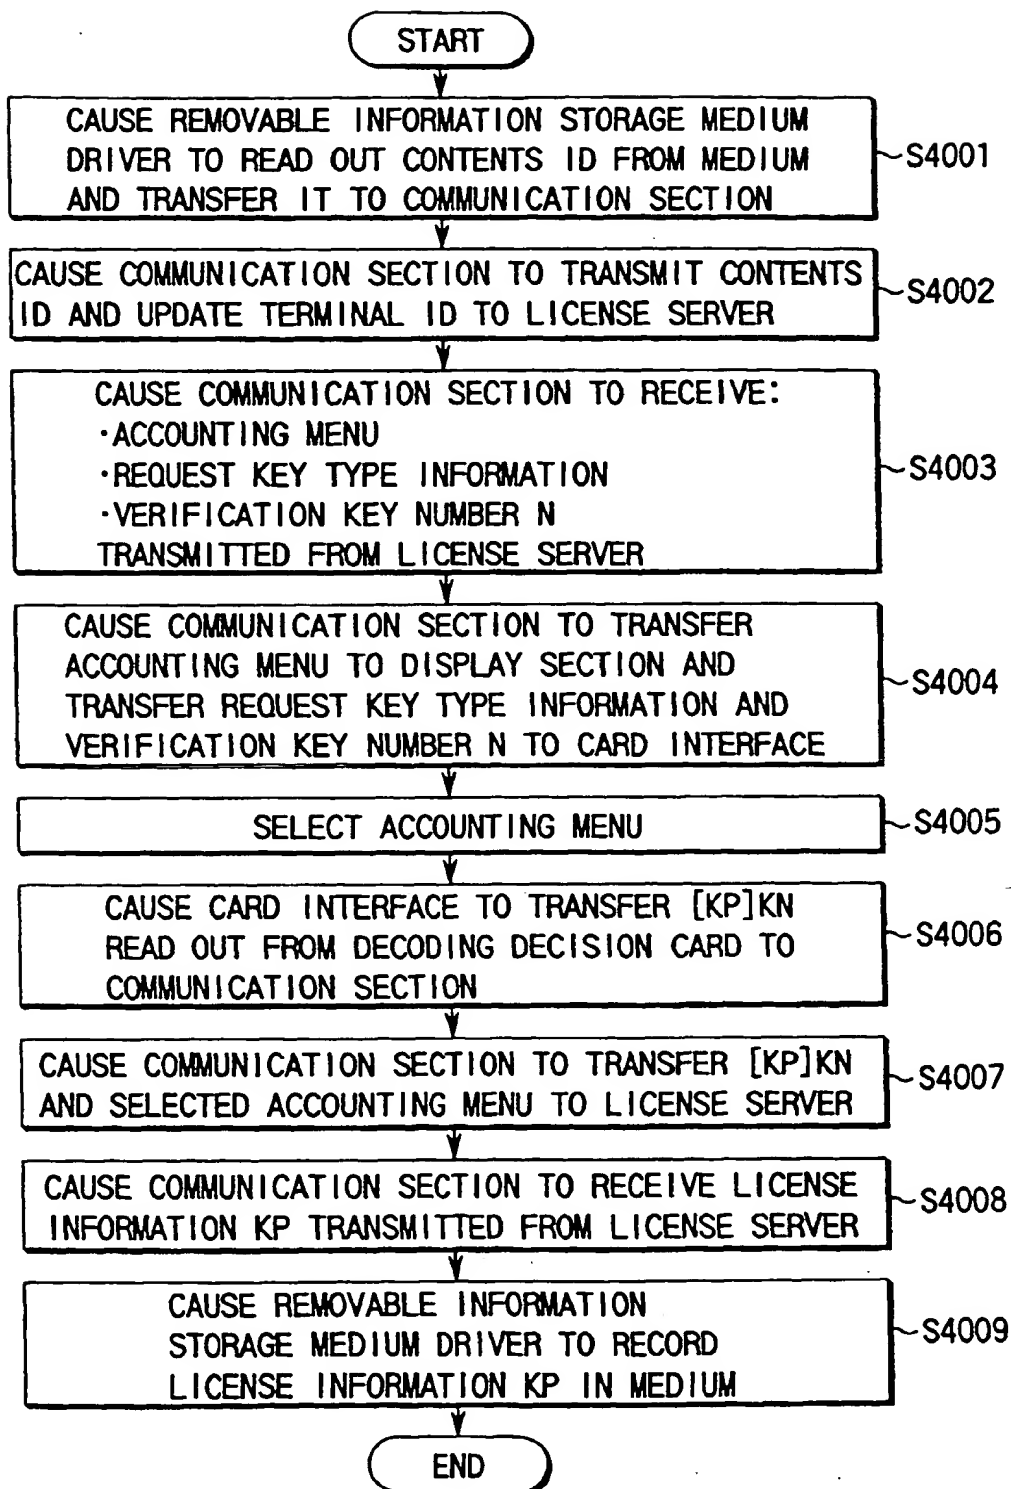 START
CAUSE REMOVABLE INFORMATION STORAGE MEDIUM
DRIVER TO READ OUT CONTENTS ID FROM MEDIUM
AND TRANSFER IT TO COMMUNICATION SECTION
S4001
CAUSE COMMUNICATION SECTION TO TRANSMIT CONTENTS
ID AND UPDATE TERMINAL ID TO LICENSE SERVER
S4002
CAUSE COMMUNICATION SECTION TO RECEIVE:
·ACCOUNTING MENU
·REQUEST KEY TYPE INFORMATION
·VERIFICATION KEY NUMBER N
TRANSMITTED FROM LICENSE SERVER
S4003
CAUSE COMMUNICATION SECTION TO TRANSFER
ACCOUNTING MENU TO DISPLAY SECTION AND
TRANSFER REQUEST KEY TYPE INFORMATION AND
VERIFICATION KEY NUMBER N TO CARD INTERFACE
S4004
SELECT ACCOUNTING MENU
S4005
CAUSE CARD INTERFACE TO TRANSFER [KP]KN
READ OUT FROM DECODING DECISION CARD TO
COMMUNICATION SECTION
S4006
CAUSE COMMUNICATION SECTION TO TRANSFER [KP]KN
AND SELECTED ACCOUNTING MENU TO LICENSE SERVER
S4007
CAUSE COMMUNICATION SECTION TO RECEIVE LICENSE
INFORMATION KP TRANSMITTED FROM LICENSE SERVER
S4008
CAUSE REMOVABLE INFORMATION
STORAGE MEDIUM DRIVER TO RECORD
LICENSE INFORMATION KP IN MEDIUM
S4009
END